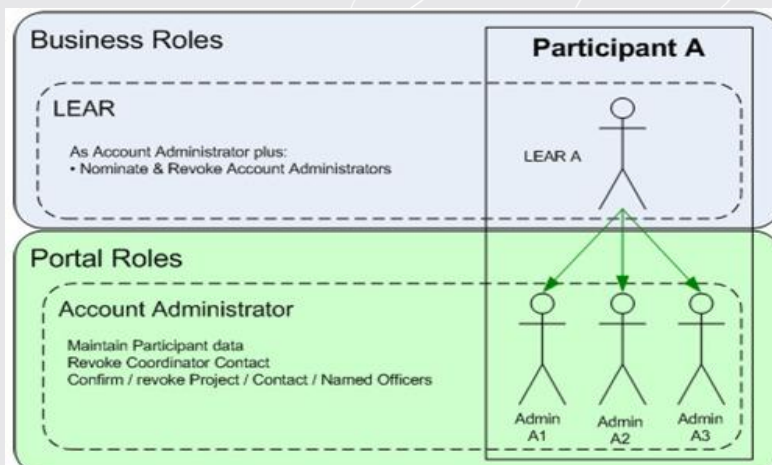 Business Roles
Participant A
LEAR
As Account Administrator plus:
• Nominate & Revoke Account Administrators
LEAR A
Portal Roles
Account Administrator
Maintain Participant data
Revoke Coordinator Contact
Confirm / revoke Project / Contact / Named Officers
Admin
A1
Admin
A2
Admin
A3